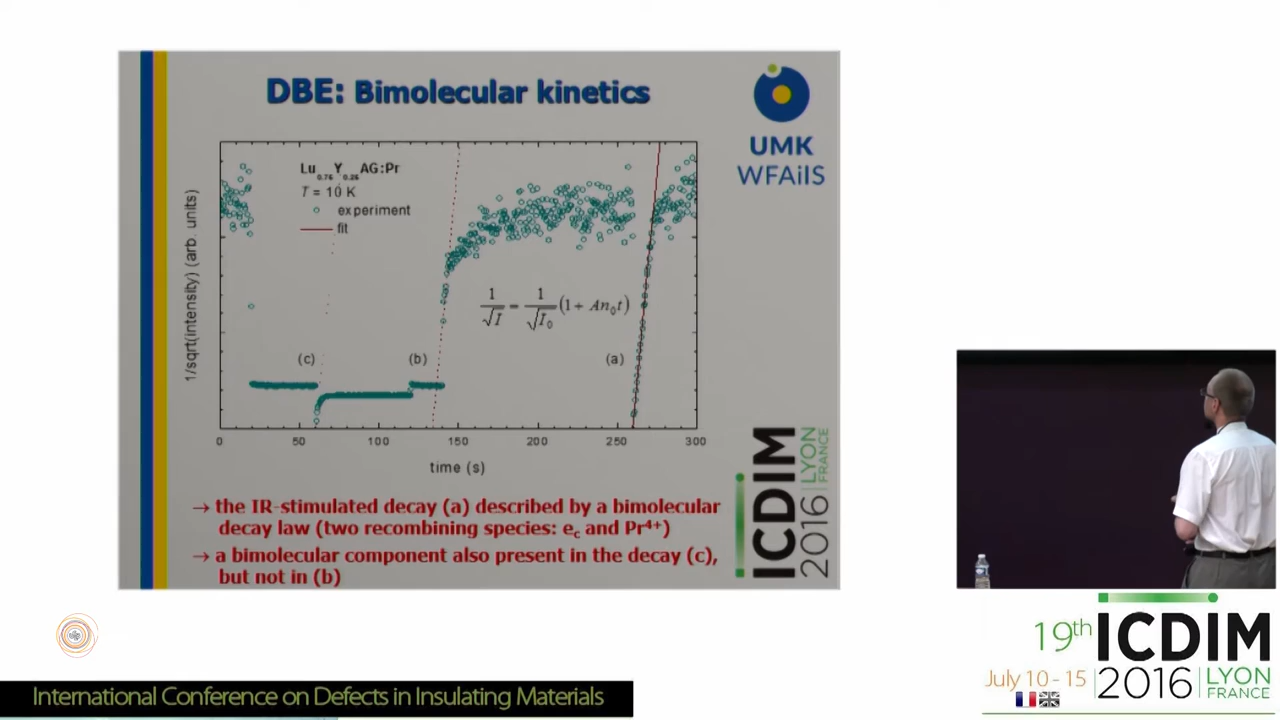 DBE: Bimolecular kinetics
UMK
WFAiIS
Lu0.75Y0.25AG:Pr
T = 10 K
experiment
fit
1/√I = 1/√I0 (1 + An0t)
(c)
(b)
(a)
1/sqrt(intensity) (arb. units)
0 50 100 150 200 250 300
time (s)
→ the IR-stimulated decay (a) described by a bimolecular
decay law (two recombining species: ec and Pr4+)
→ a bimolecular component also present in the decay (c),
but not in (b)
ICDIM
2016
LYON
FRANCE
19th ICDIM
July 10 - 15
2016
LYON
FRANCE
International Conference on Defects in Insulating Materials